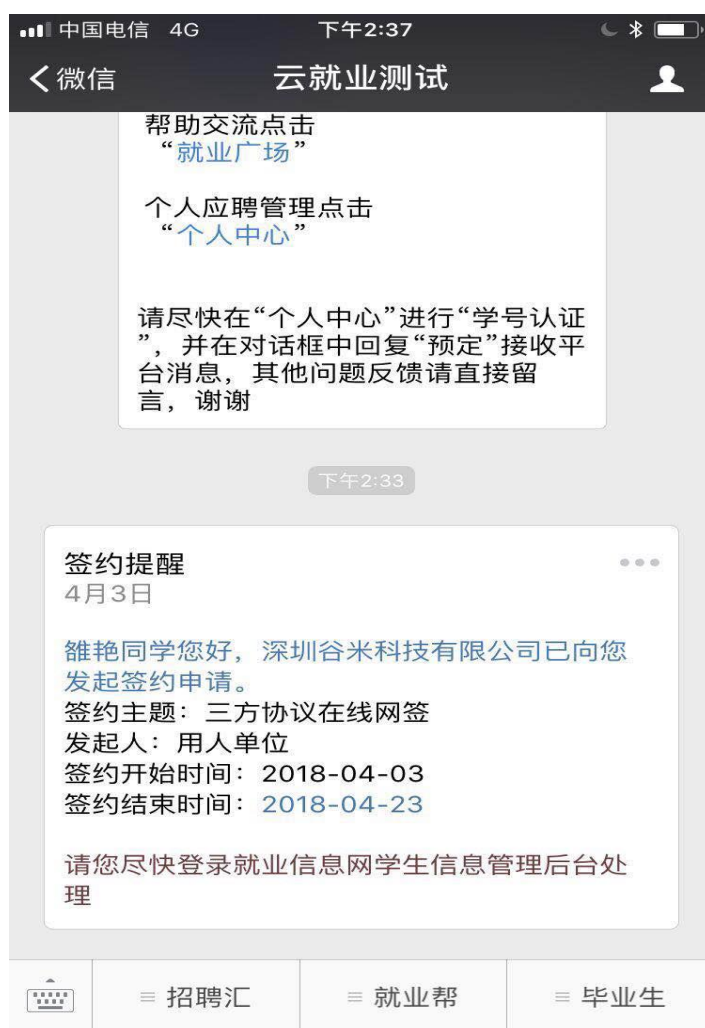 中国电信 4G 下午2:37
微信 云就业测试
帮助交流点击
“就业广场”
个人应聘管理点击
“个人中心”
请尽快在“个人中心”进行“学号认证
”，并在对话框中回复“预定”接收平
台消息，其他问题反馈请直接留
言，谢谢
下午2:33
签约提醒
4月3日
雒艳同学您好，深圳谷米科技有限公司已向您
发起签约申请。
签约主题：三方协议在线网签
发起人：用人单位
签约开始时间：2018-04-03
签约结束时间：2018-04-23
请您尽快登录就业信息网学生信息管理后台处
理
招聘汇 就业帮 毕业生